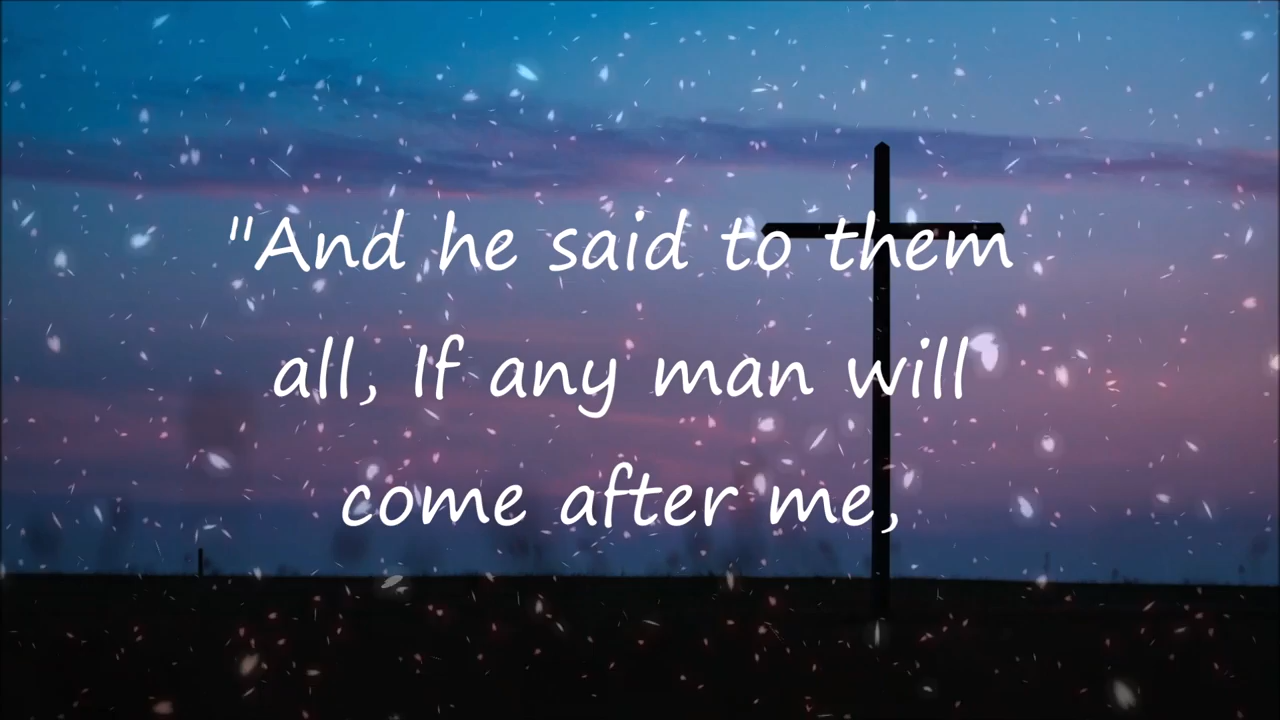 "And he said to them
all, If any man will
come after me,